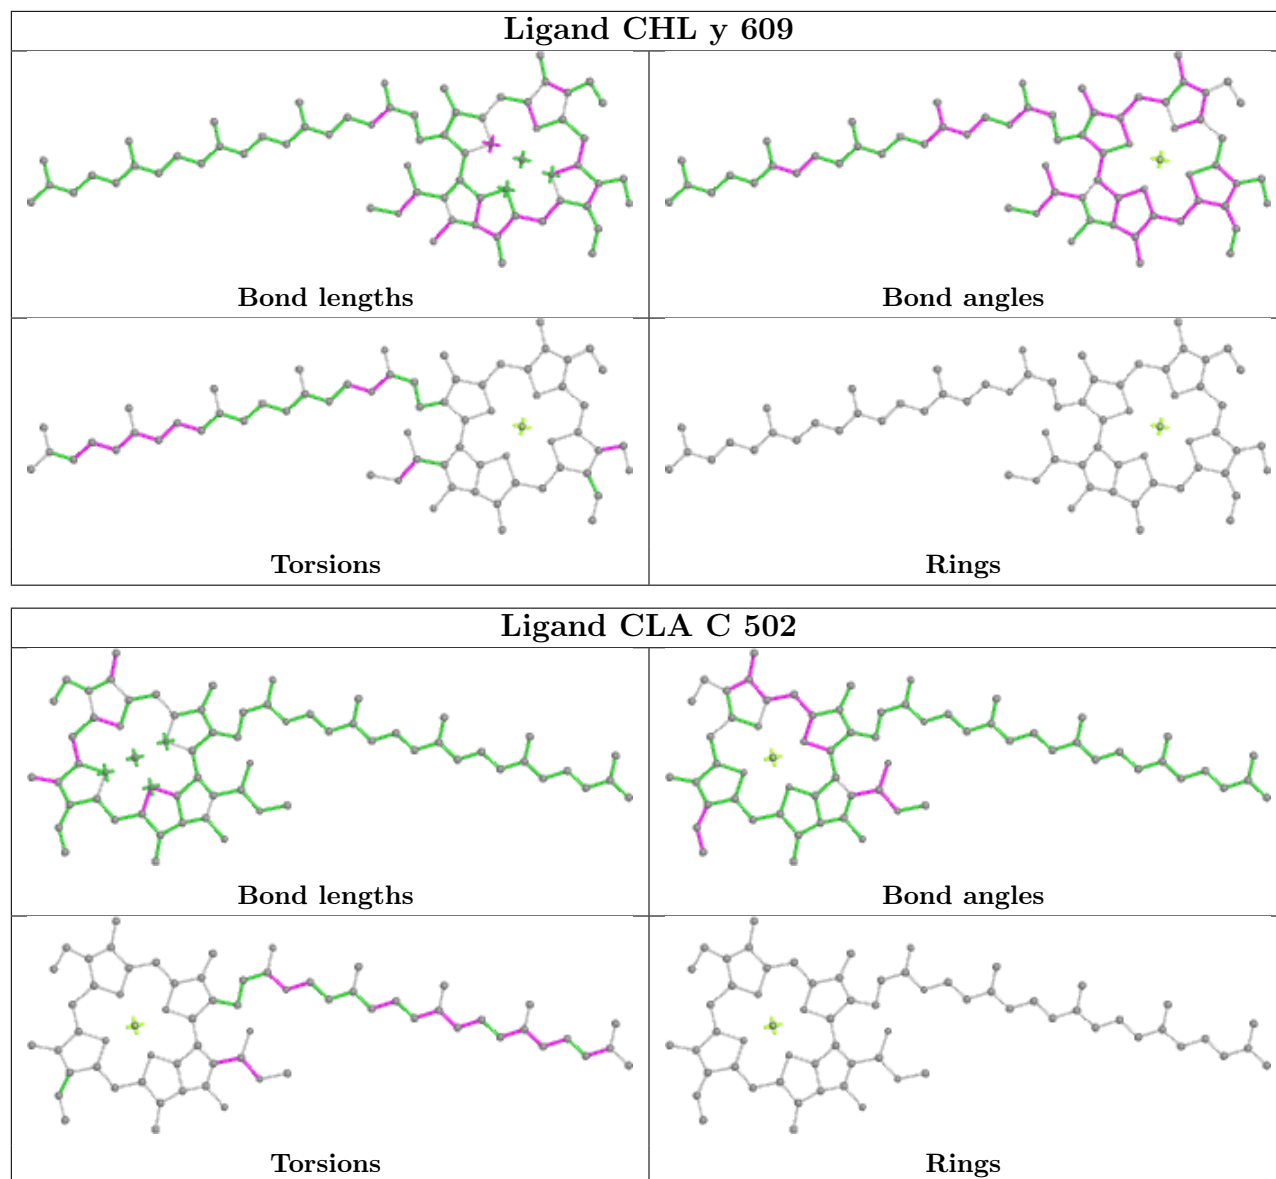 Ligand CHL y 609
Bond lengths
Bond angles
Torsions
Rings
Ligand CLA C 502
Bond lengths
Bond angles
Torsions
Rings